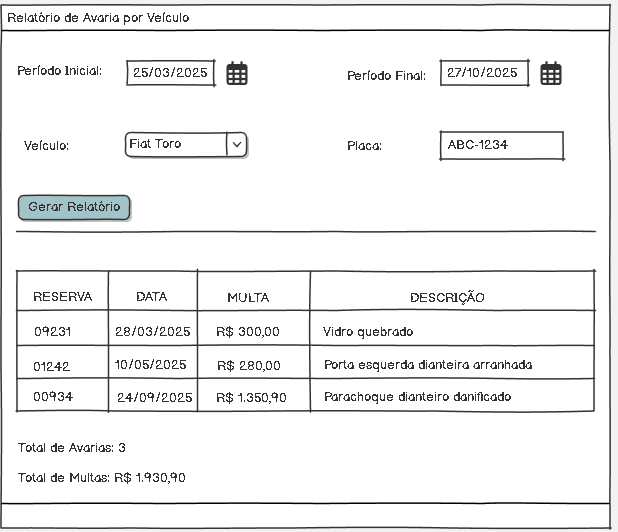 Relatório de Avaria por Veículo
Período Inicial: 25/03/2025 Período Final: 27/10/2025
Veículo: Fiat Toro Placa: ABC-1234
Gerar Relatório
RESERVA DATA MULTA DESCRIÇÃO
09231 28/03/2025 R$ 300,00 Vidro quebrado
01242 10/05/2025 R$ 280,00 Porta esquerda dianteira arranhada
00934 24/09/2025 R$ 1.350,90 Parachoque dianteiro danificado
Total de Avarias: 3
Total de Multas: R$ 1.930,90